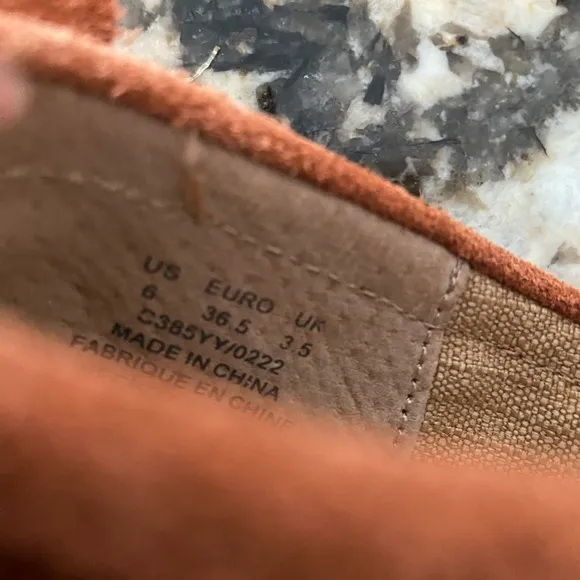 US EURO UK
6 36.5 3.5
C385YY/0222
MADE IN CHINA
FABRIQUE EN CHINE